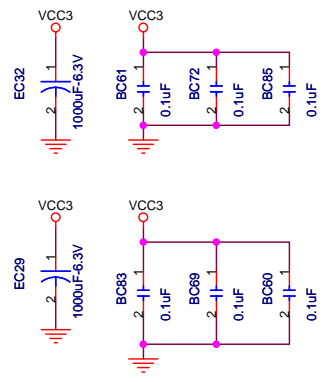 VCC3
VCC3
EC32
1
2
1000uF-6.3V
BC61
1
2
0.1uF
BC72
1
2
0.1uF
BC85
1
2
0.1uF
VCC3
VCC3
EC29
1
2
1000uF-6.3V
BC83
1
2
0.1uF
BC69
1
2
0.1uF
BC60
1
2
0.1uF